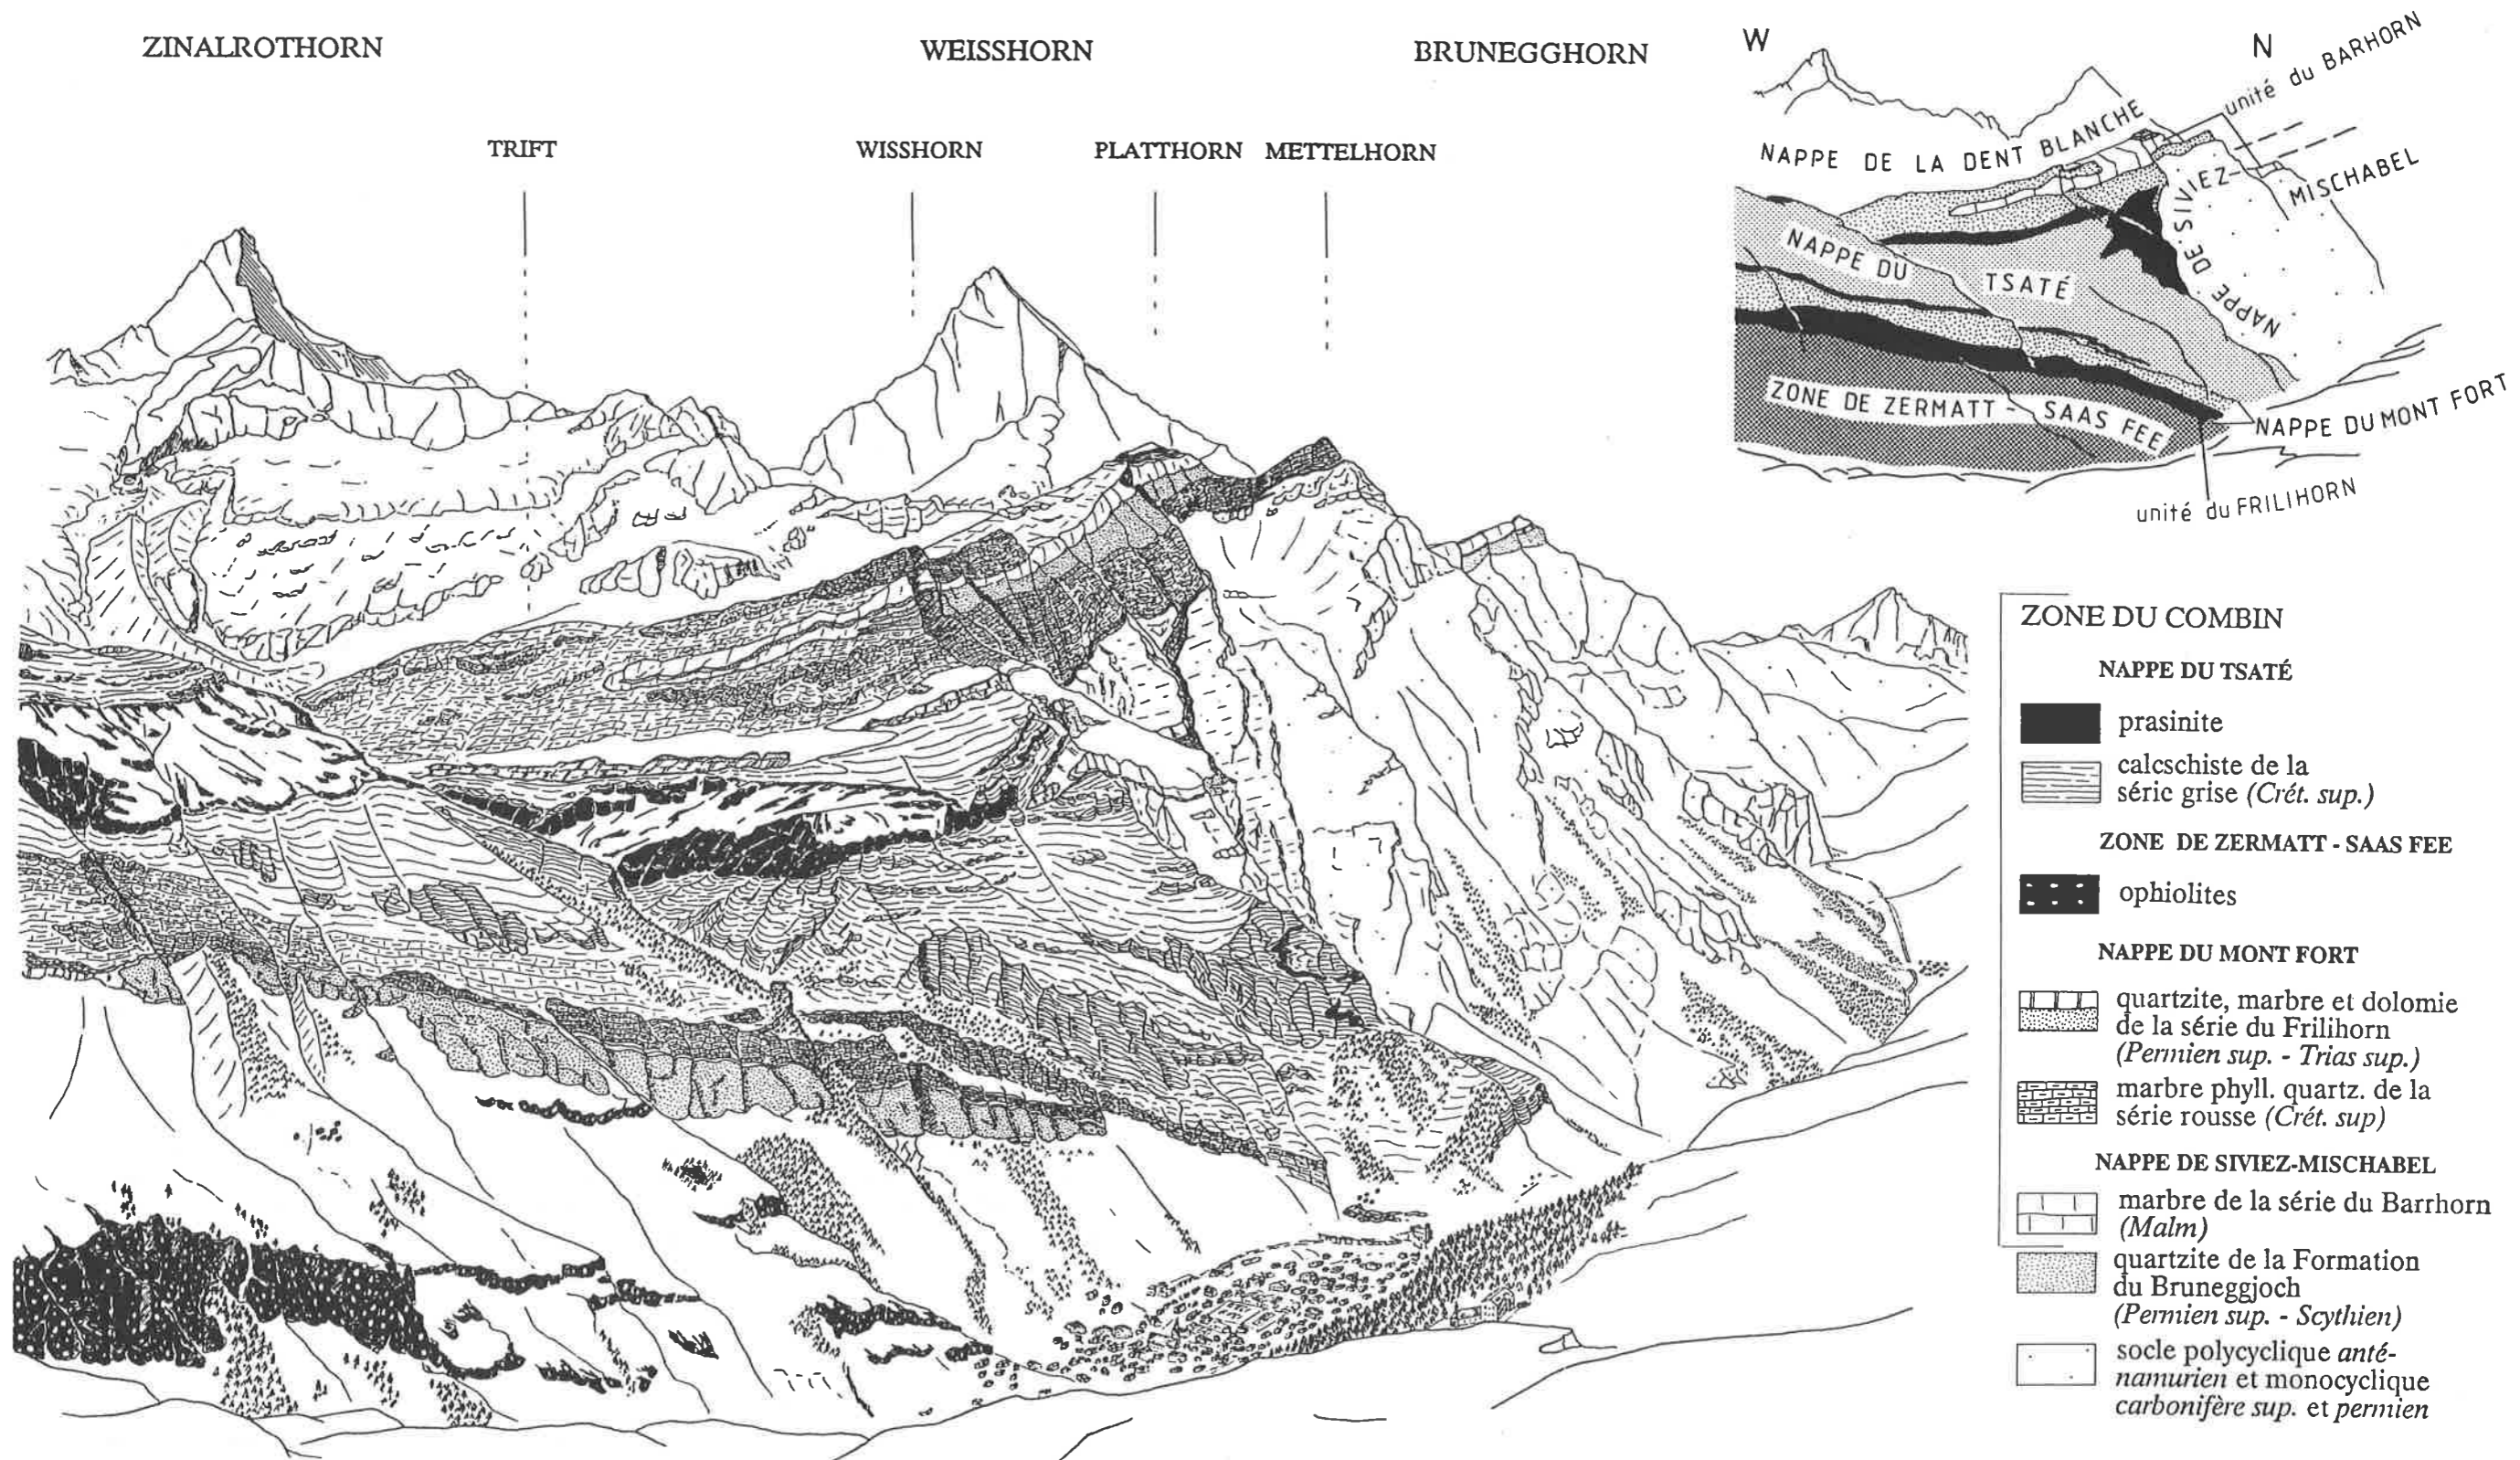 ZINALROTHORN
WEISSHORN
BRUNEGGHORN
TRIFT
WISSHORN
PLATTHORN
METTELHORN
W
N
unité du BARHORN
NAPPE DE LA DENT BLANCHE
NAPPE DE SIVIEZ-
MISCHABEL
NAPPE DU
TSATÉ
ZONE DE ZERMATT - SAAS FEE
NAPPE DU MONT FORT
unité du FRILIHORN
ZONE DU COMBIN
NAPPE DU TSATÉ
prasinite
calcschiste de la
séric grise (Crét. sup.)
ZONE DE ZERMATT - SAAS FEE
ophiolites
NAPPE DU MONT FORT
quartzite, marbre et dolomie
de la série du Frilihorn
(Permien sup. - Trias sup.)
marbre phyll. quartz. de la
série rousse (Crét. sup)
NAPPE DE SIVIEZ-MISCHABEL
marbre de la série du Barrhorn
(Malm)
quartzite de la Formation
du Bruneggjoch
(Permien sup. - Scythien)
socle polycyclique anté-
namurien et monocyclique
carbonifère sup. et permien